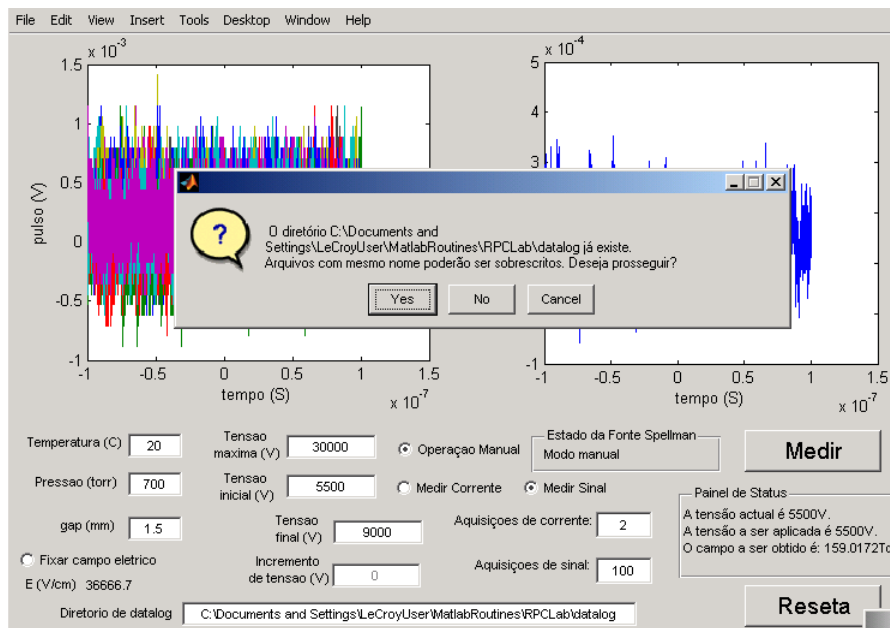 File Edit View Insert Tools Desktop Window Help
x 10-3
1.5
1
0.5
0
-0.5
-1
pulso (V)
-1 -0.5 0 0.5 1 1.5
tempo (S)
x 10-7
x 10-4
5
4
3
-1
-1 -0.5 0 0.5 1 1.5
tempo (S)
x 10-7
?
O diretório C:\Documents and
Settings\LeCroyUser\MatlabRoutines\RPCLab\datalog já existe.
Arquivos com mesmo nome poderão ser sobrescritos. Deseja prosseguir?
Yes No Cancel
Temperatura (C) 20
Pressao (torr) 700
gap (mm) 1.5
Fixar campo eletrico
E (V/cm) 36666.7
Tensao
maxima (V) 30000
Tensao
inicial (V) 5500
Tensao
final (V) 9000
Incremento
de tensao (V) 0
Operaçao Manual
Medir Corrente Medir Sinal
Estado da Fonte Spellman
Modo manual
Aquisiçoes de corrente: 2
Aquisiçoes de sinal: 100
Medir
Painel de Status
A tensão actual é 5500V.
A tensão a ser aplicada é 5500V.
O campo a ser obtido é: 159.0172To
Diretorio de datalog C:\Documents and Settings\LeCroyUser\MatlabRoutines\RPCLab\datalog
Reseta